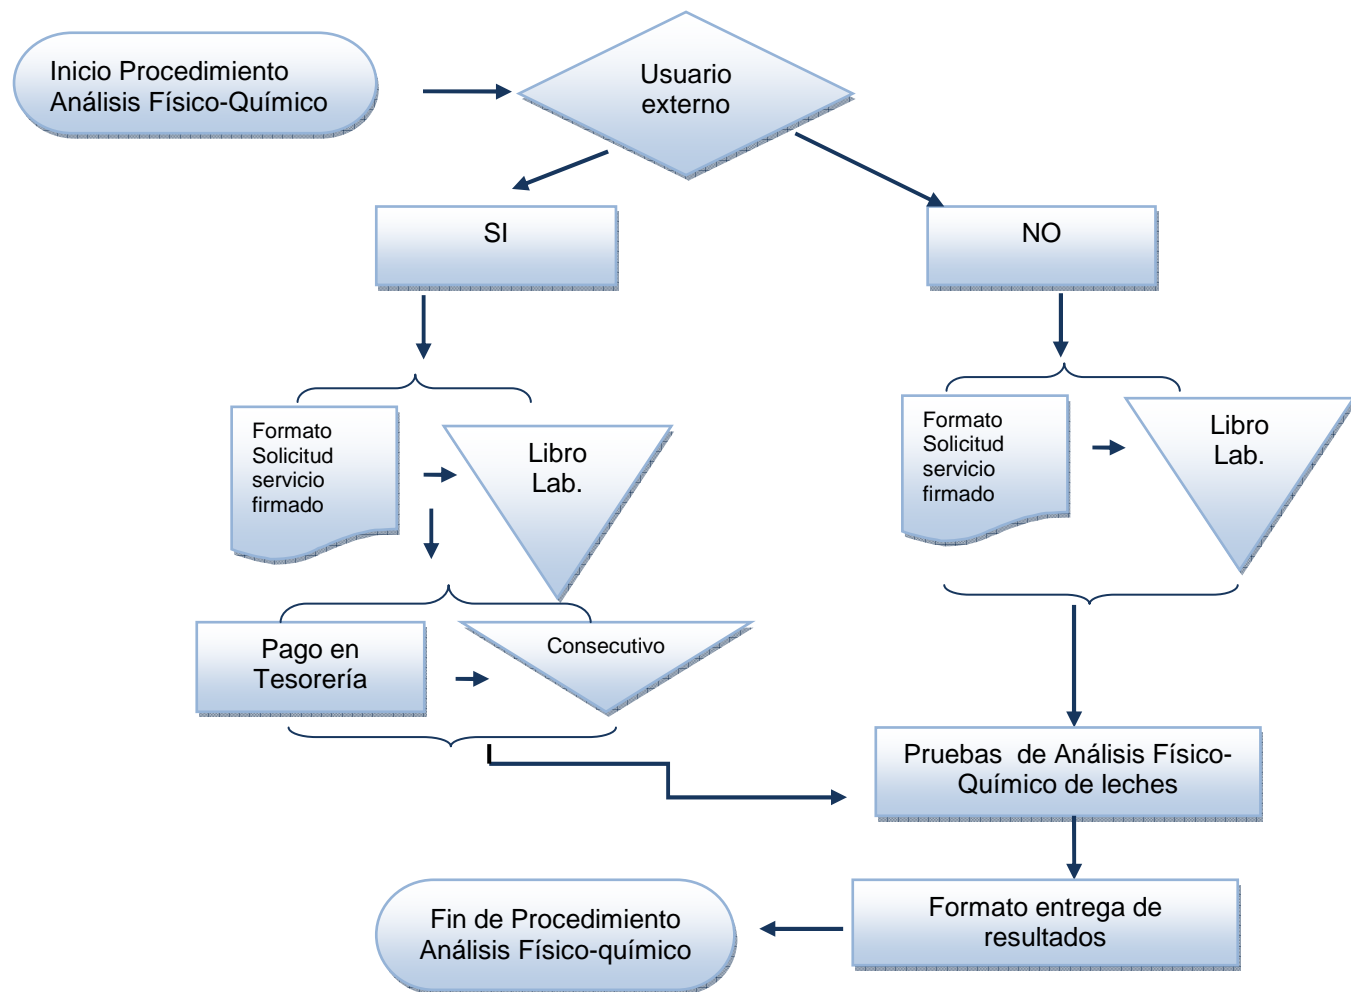 Inicio Procedimiento
Análisis Físico-Químico
Usuario
externo
SI
NO
Formato
Solicitud
servicio
firmado
Libro
Lab.
Formato
Solicitud
servicio
firmado
Libro
Lab.
Pago en
Tesorería
Consecutivo
Pruebas de Análisis Físico-
Químico de leches
Formato entrega de
resultados
Fin de Procedimiento
Análisis Físico-químico